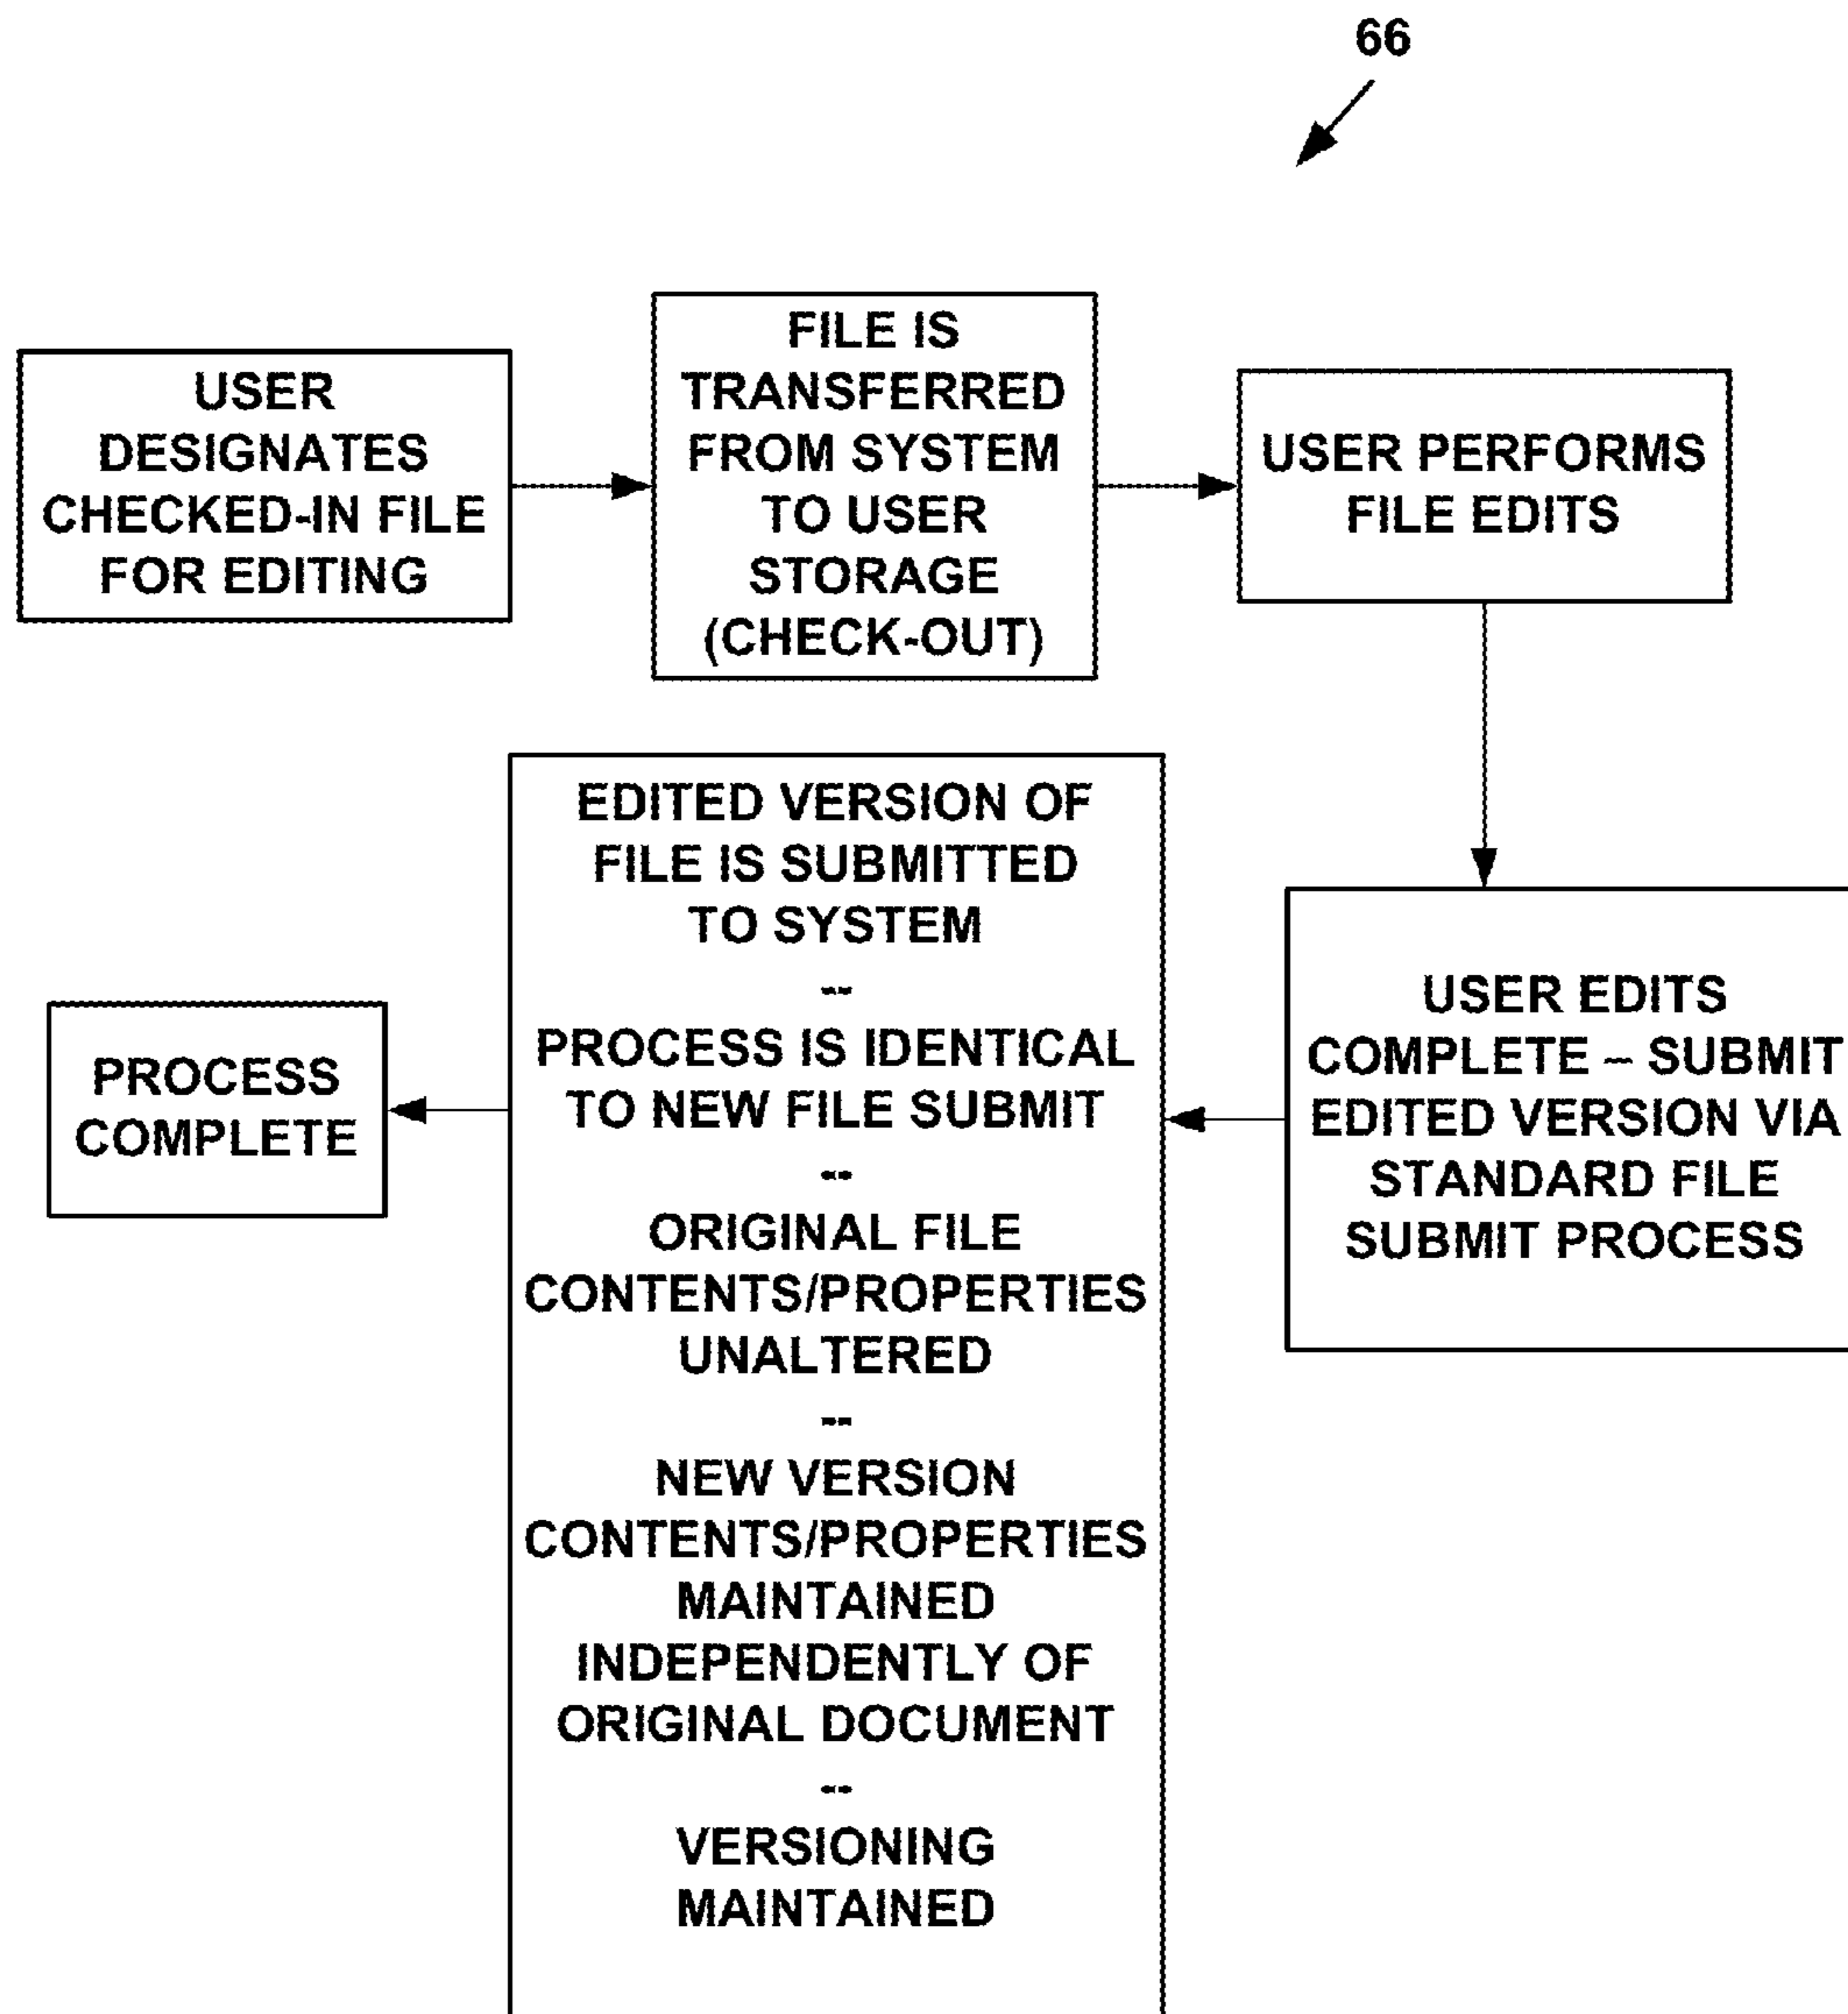 66
USER
DESIGNATES
CHECKED-IN FILE
FOR EDITING
FILE IS
TRANSFERRED
FROM SYSTEM
TO USER
STORAGE
(CHECK-OUT)
USER PERFORMS
FILE EDITS
USER EDITS
COMPLETE -- SUBMIT
EDITED VERSION VIA
STANDARD FILE
SUBMIT PROCESS
EDITED VERSION OF
FILE IS SUBMITTED
TO SYSTEM
--
PROCESS IS IDENTICAL
TO NEW FILE SUBMIT
--
ORIGINAL FILE
CONTENTS/PROPERTIES
UNALTERED
--
NEW VERSION
CONTENTS/PROPERTIES
MAINTAINED
INDEPENDENTLY OF
ORIGINAL DOCUMENT
--
VERSIONING
MAINTAINED
PROCESS
COMPLETE